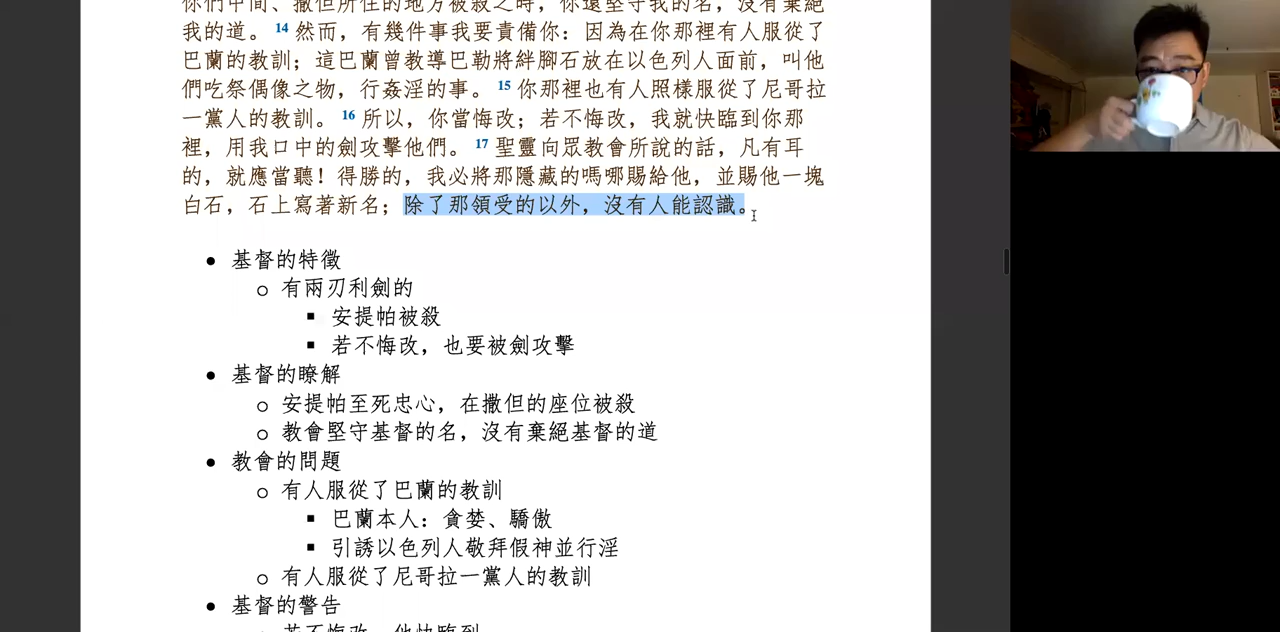 你們中間、撒但所住的地方被殺之時，你還堅守我的名，沒有棄絕
我的道。 14 然而，有幾件事我要責備你：因為在你那裡有人服從了
巴蘭的教訓；這巴蘭曾教導巴勒將絆腳石放在以色列人面前，叫他
們吃祭偶像之物，行姦淫的事。 15 你那裡也有人照樣服從了尼哥拉
一黨人的教訓。 16 所以，你當悔改；若不悔改，我就快臨到你那
裡，用我口中的劍攻擊他們。 17 聖靈向眾教會所說的話，凡有耳
的，就應當聽！得勝的，我必將那隱藏的嗎哪賜給他，並賜他一塊
白石，石上寫著新名；除了那領受的以外，沒有人能認識。
• 基督的特徵
o 有兩刃利劍的
▪ 安提帕被殺
▪ 若不悔改，也要被劍攻擊
• 基督的瞭解
o 安提帕至死忠心，在撒但的座位被殺
o 教會堅守基督的名，沒有棄絕基督的道
• 教會的問題
o 有人服從了巴蘭的教訓
▪ 巴蘭本人：貪婪、驕傲
▪ 引誘以色列人敬拜假神並行淫
o 有人服從了尼哥拉一黨人的教訓
• 基督的警告
o 若不悔改，他快臨到